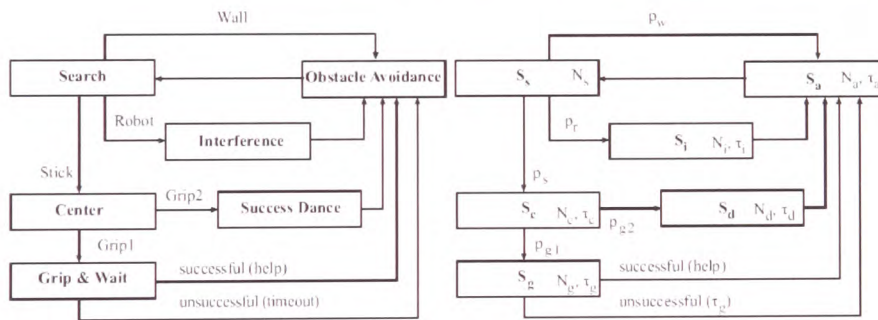 Wall
Search
Obstacle Avoidance
Robot
Interference
Stick
Center
Grip2
Success Dance
Grip1
Grip & Wait
successful (help)
unsuccessful (timeout)
p_w
S_s N_s
S_a N_a, τ_a
p_r
S_i N_i, τ_i
p_s
S_c N_c, τ_c
p_g2
S_d N_d, τ_d
p_g1
S_g N_g, τ_g
successful (help)
unsuccessful (τ_g)